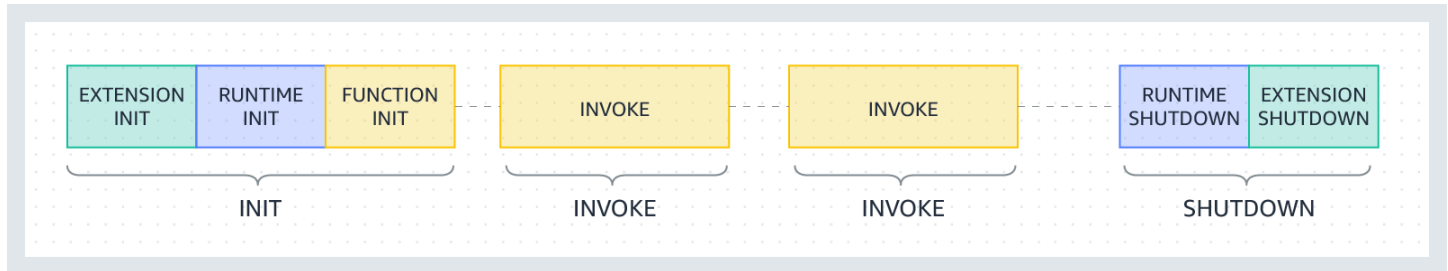 EXTENSION
INIT
RUNTIME
INIT
FUNCTION
INIT
INVOKE
INVOKE
RUNTIME
SHUTDOWN
EXTENSION
SHUTDOWN
INIT
INVOKE
INVOKE
SHUTDOWN